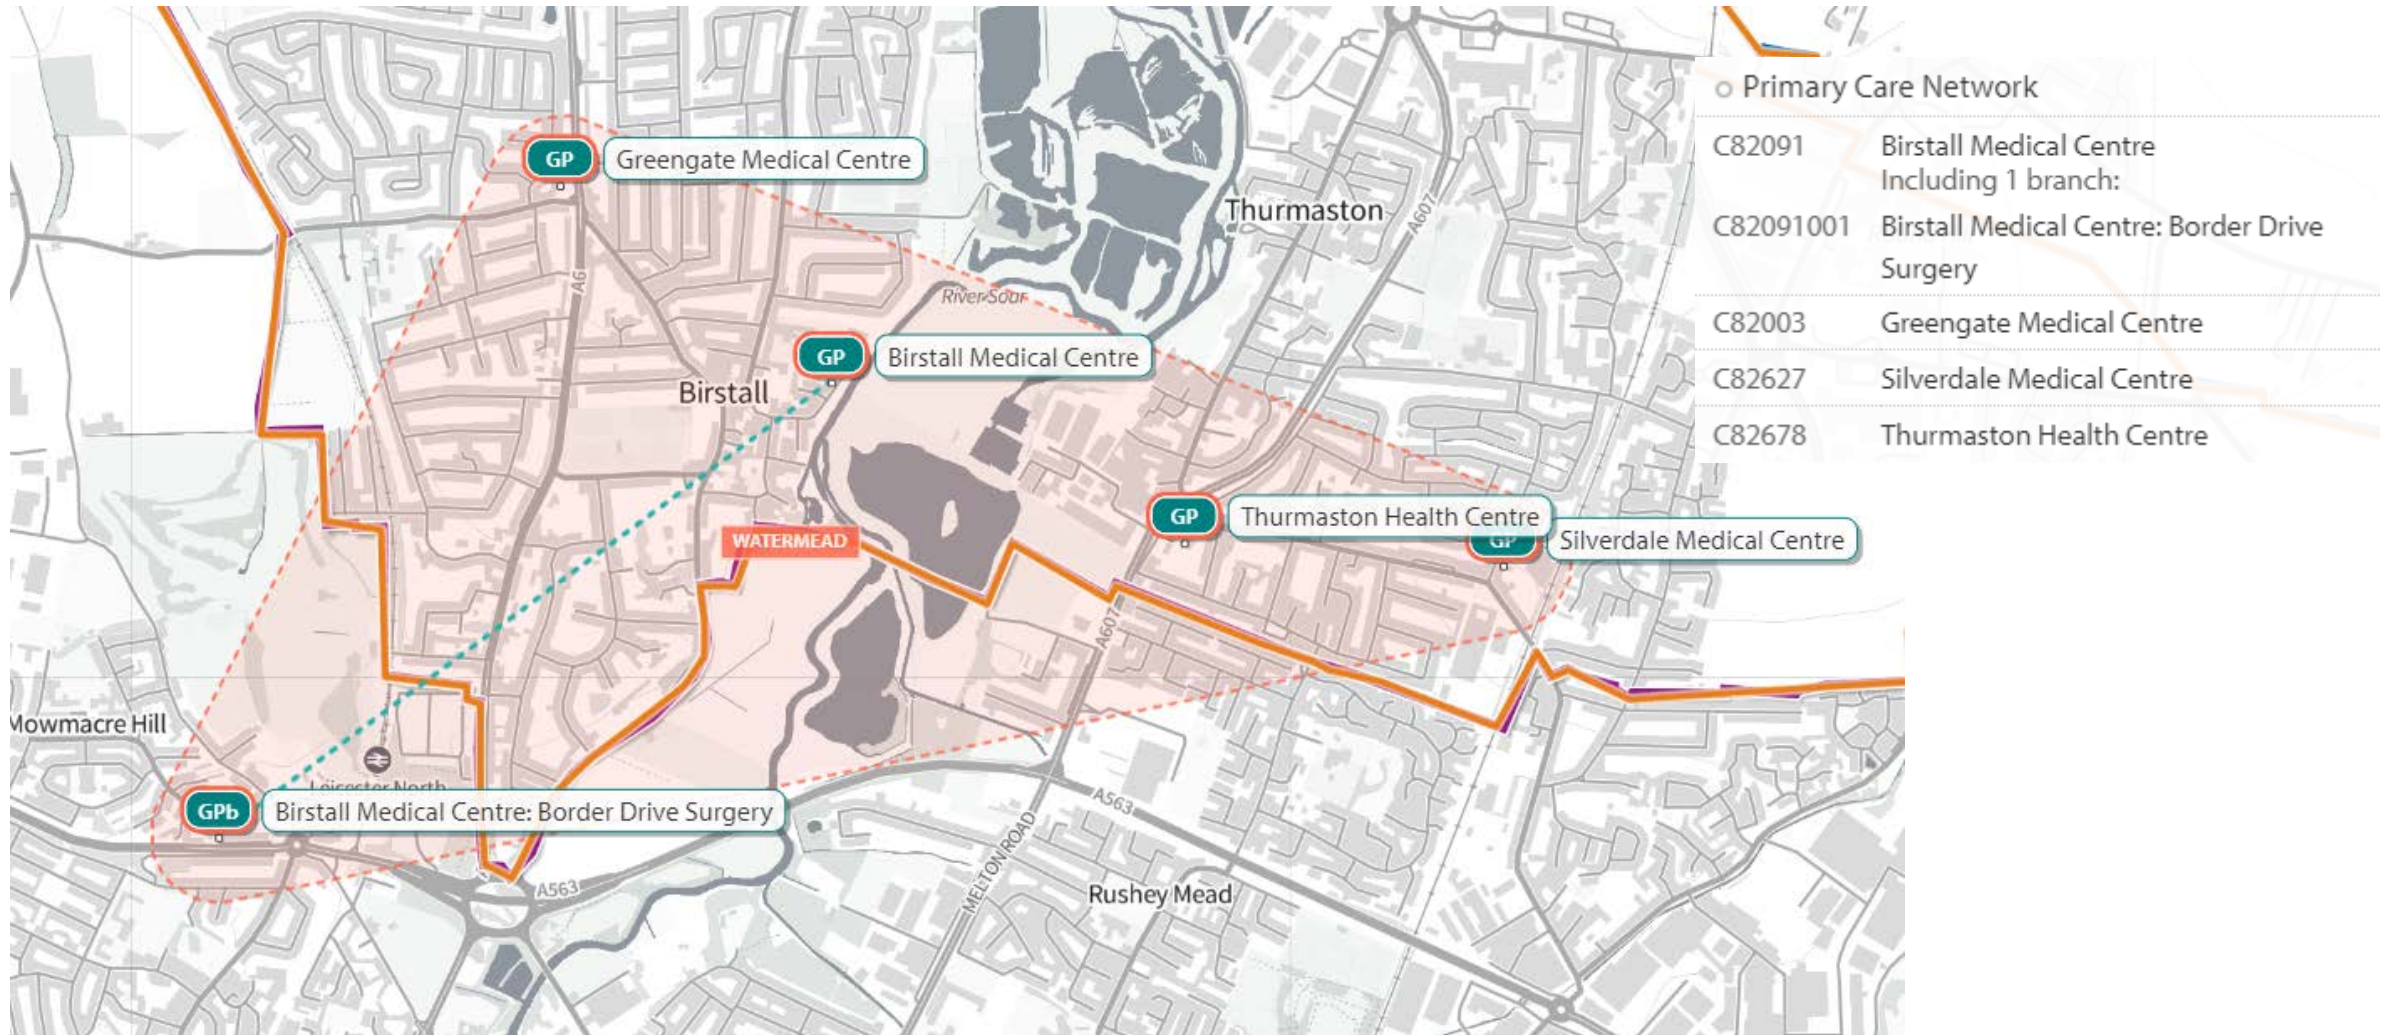 GP
Greengate Medical Centre
Thurmaston
A607
A6
River Soar
GP
Birstall Medical Centre
Birstall
WATERMEAD
GP
Thurmaston Health Centre
GP
Silverdale Medical Centre
A607
Mowmacre Hill
Leicester North
GPb
Birstall Medical Centre: Border Drive Surgery
A563
A563
MELTON ROAD
Rushey Mead
Primary Care Network
C82091 Birstall Medical Centre
Including 1 branch:
C82091001 Birstall Medical Centre: Border Drive
Surgery
C82003 Greengate Medical Centre
C82627 Silverdale Medical Centre
C82678 Thurmaston Health Centre